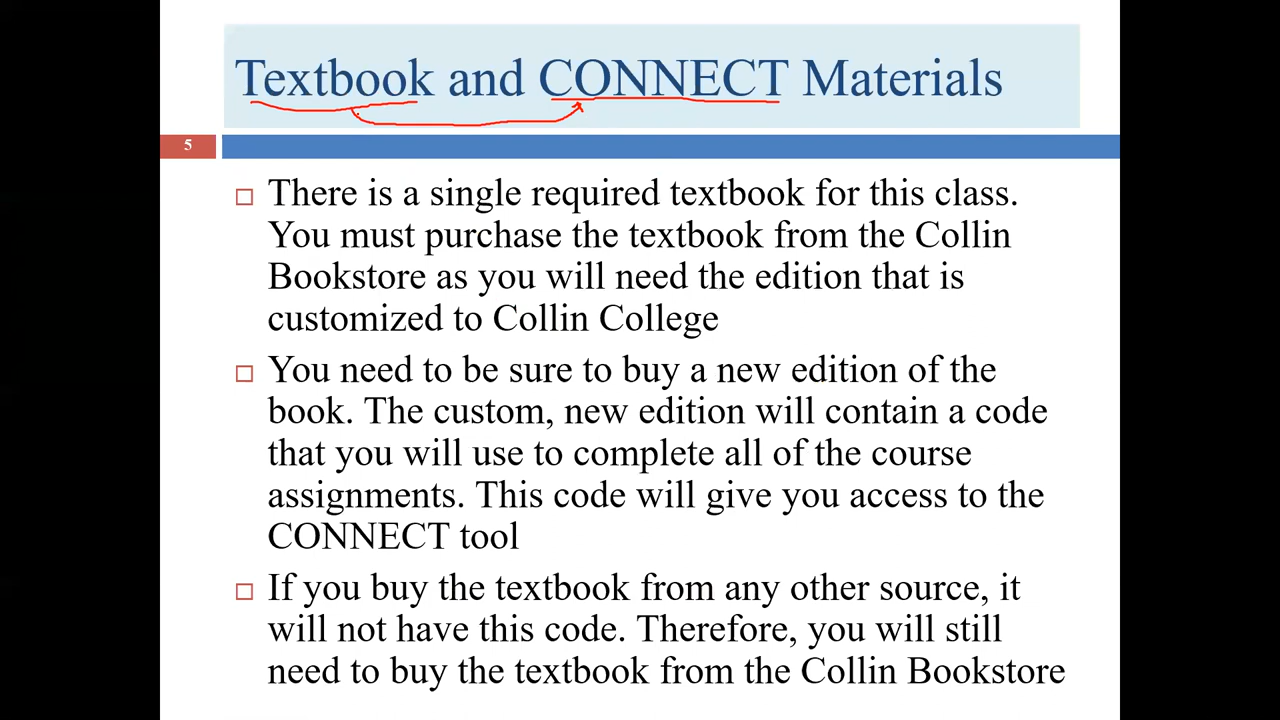 Textbook and CONNECT Materials
5
There is a single required textbook for this class.
You must purchase the textbook from the Collin
Bookstore as you will need the edition that is
customized to Collin College
You need to be sure to buy a new edition of the
book. The custom, new edition will contain a code
that you will use to complete all of the course
assignments. This code will give you access to the
CONNECT tool
If you buy the textbook from any other source, it
will not have this code. Therefore, you will still
need to buy the textbook from the Collin Bookstore